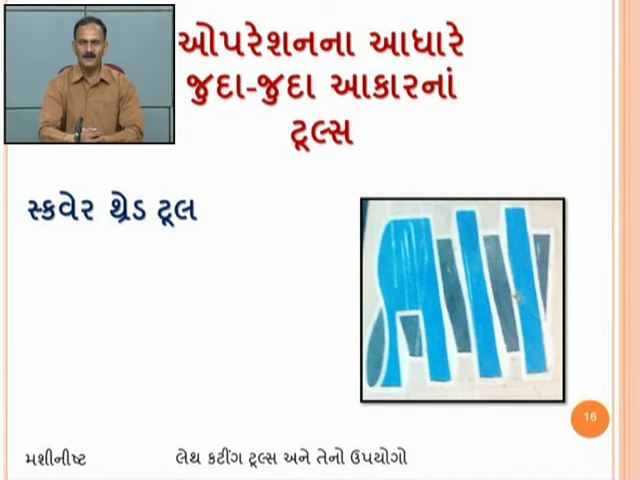 ઓપરેશનના આધારે
જુદા-જુદા આકારનાં
ટૂલ્સ
સ્કવેર થ્રેડ ટૂલ
16
મશીનીષ્ટ લેથ કટીંગ ટૂલ્સ અને તેનો ઉપયોગો